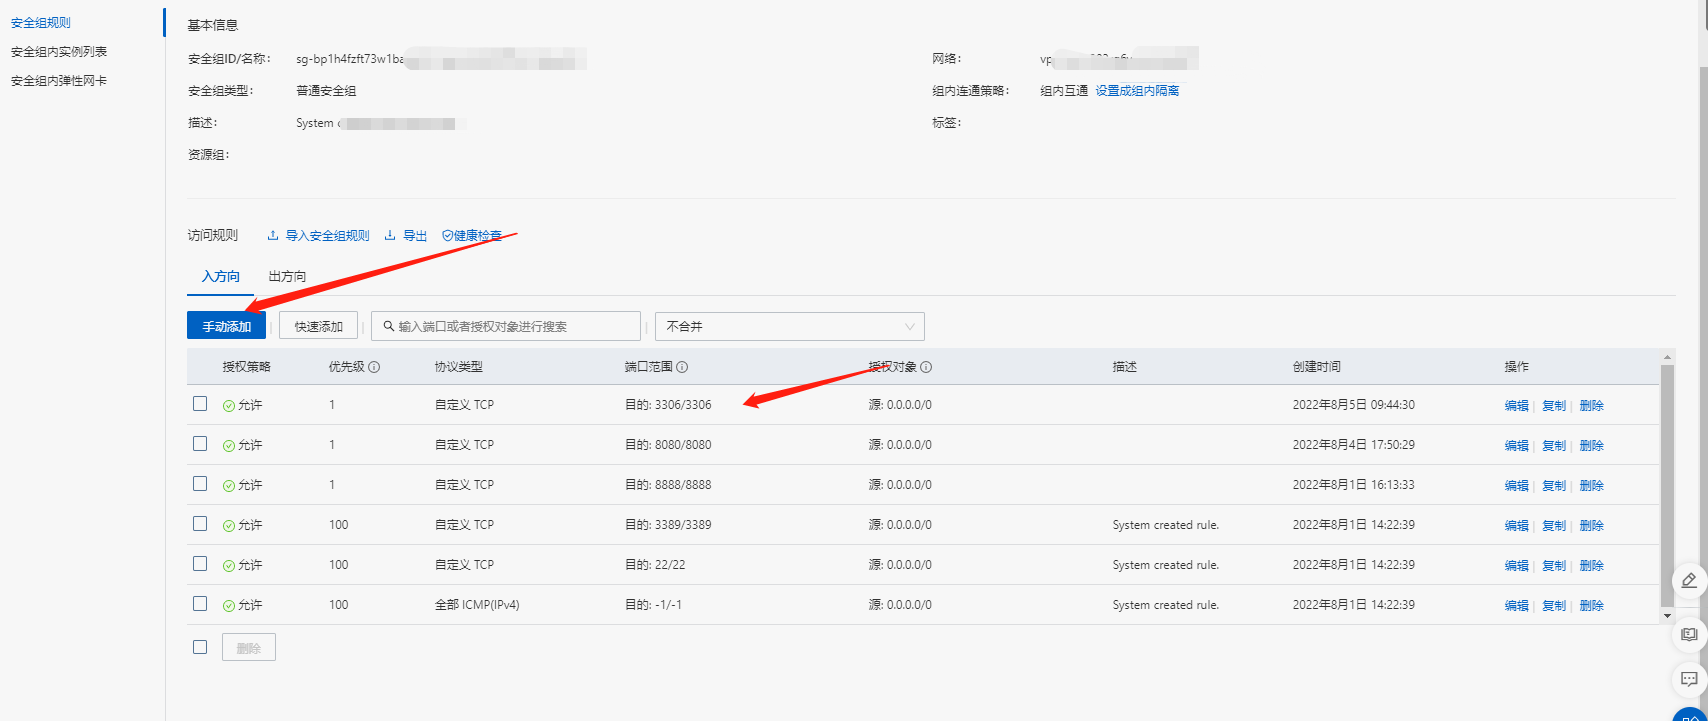 安全组规则
安全组内实例列表
安全组内弹性网卡
基本信息
安全组ID/名称： sg-bp1h4fzft73w1ba
网络：
安全组类型： 普通安全组
组内连通策略： 组内互通 设置成组内隔离
描述： System
标签：
资源组：
访问规则 导入安全组规则 导出 健康检查
入方向 出方向
手动添加 快速添加 输入端口或者授权对象进行搜索 不合并
授权策略 优先级 协议类型 端口范围 授权对象 描述 创建时间 操作
允许 1 自定义 TCP 目的: 3306/3306 源: 0.0.0.0/0 2022年8月5日 09:44:30 编辑 | 复制 | 删除
允许 1 自定义 TCP 目的: 8080/8080 源: 0.0.0.0/0 2022年8月4日 17:50:29 编辑 | 复制 | 删除
允许 1 自定义 TCP 目的: 8888/8888 源: 0.0.0.0/0 2022年8月1日 16:13:33 编辑 | 复制 | 删除
允许 100 自定义 TCP 目的: 3389/3389 源: 0.0.0.0/0 System created rule. 2022年8月1日 14:22:39 编辑 | 复制 | 删除
允许 100 自定义 TCP 目的: 22/22 源: 0.0.0.0/0 System created rule. 2022年8月1日 14:22:39 编辑 | 复制 | 删除
允许 100 全部 ICMP(IPv4) 目的: -1/-1 源: 0.0.0.0/0 System created rule. 2022年8月1日 14:22:39 编辑 | 复制 | 删除
删除